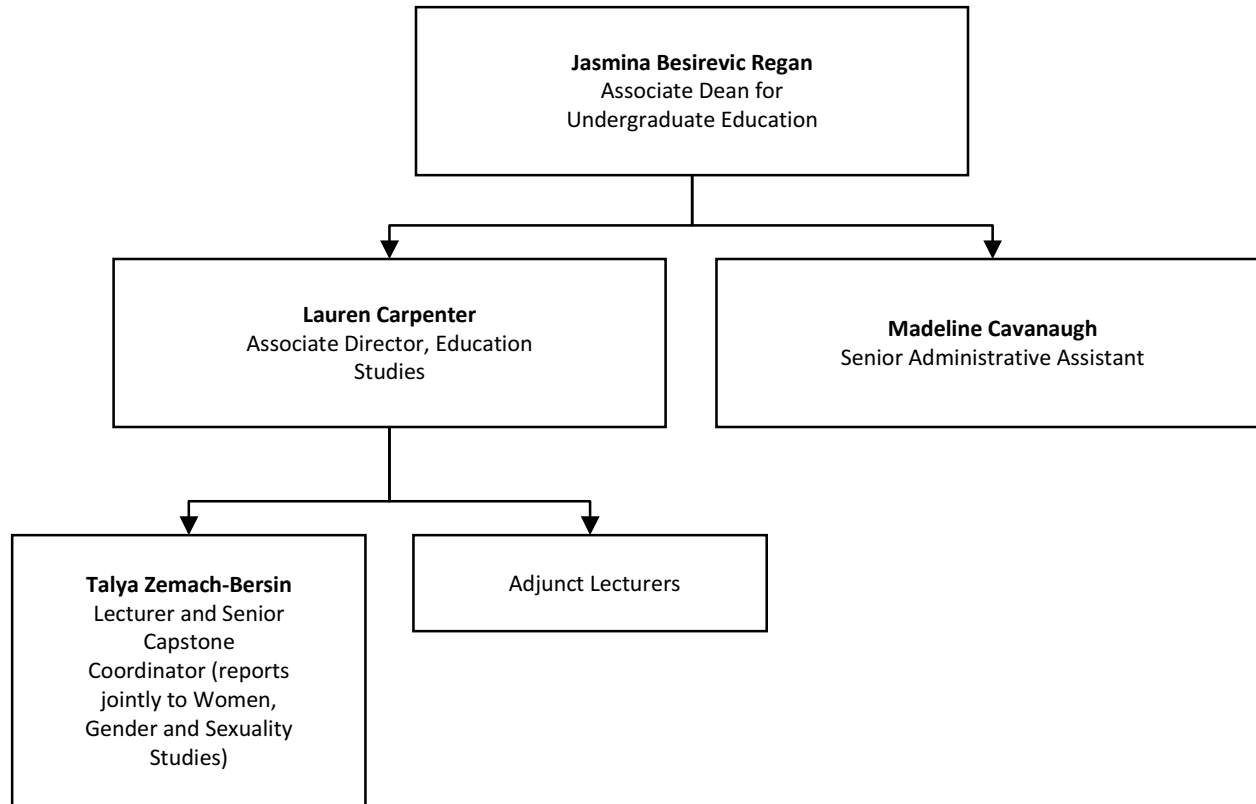 Jasmina Besirevic Regan
Associate Dean for
Undergraduate Education
Lauren Carpenter
Associate Director, Education
Studies
Madeline Cavanaugh
Senior Administrative Assistant
Talya Zemach-Bersin
Lecturer and Senior
Capstone
Coordinator (reports
jointly to Women,
Gender and Sexuality
Studies)
Adjunct Lecturers